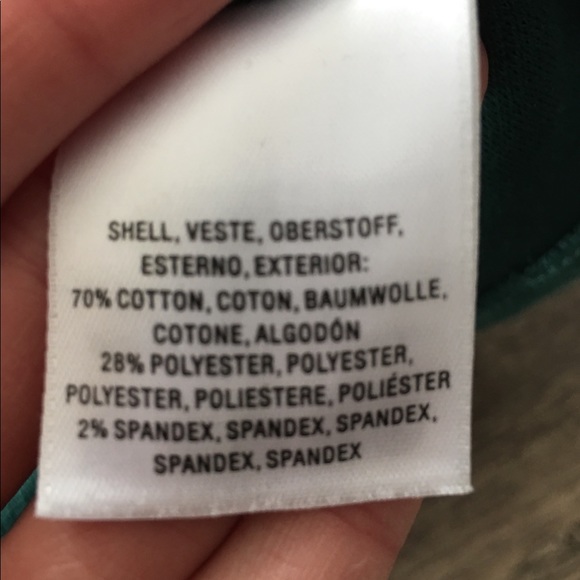 SHELL, VESTE, OBERSTOFF,
ESTERNO, EXTERIOR:
70% COTTON, COTON, BAUMWOLLE,
COTONE, ALGODÓN
28% POLYESTER, POLYESTER,
POLYESTER, POLIESTERE, POLIÉSTER
2% SPANDEX, SPANDEX, SPANDEX,
SPANDEX, SPANDEX